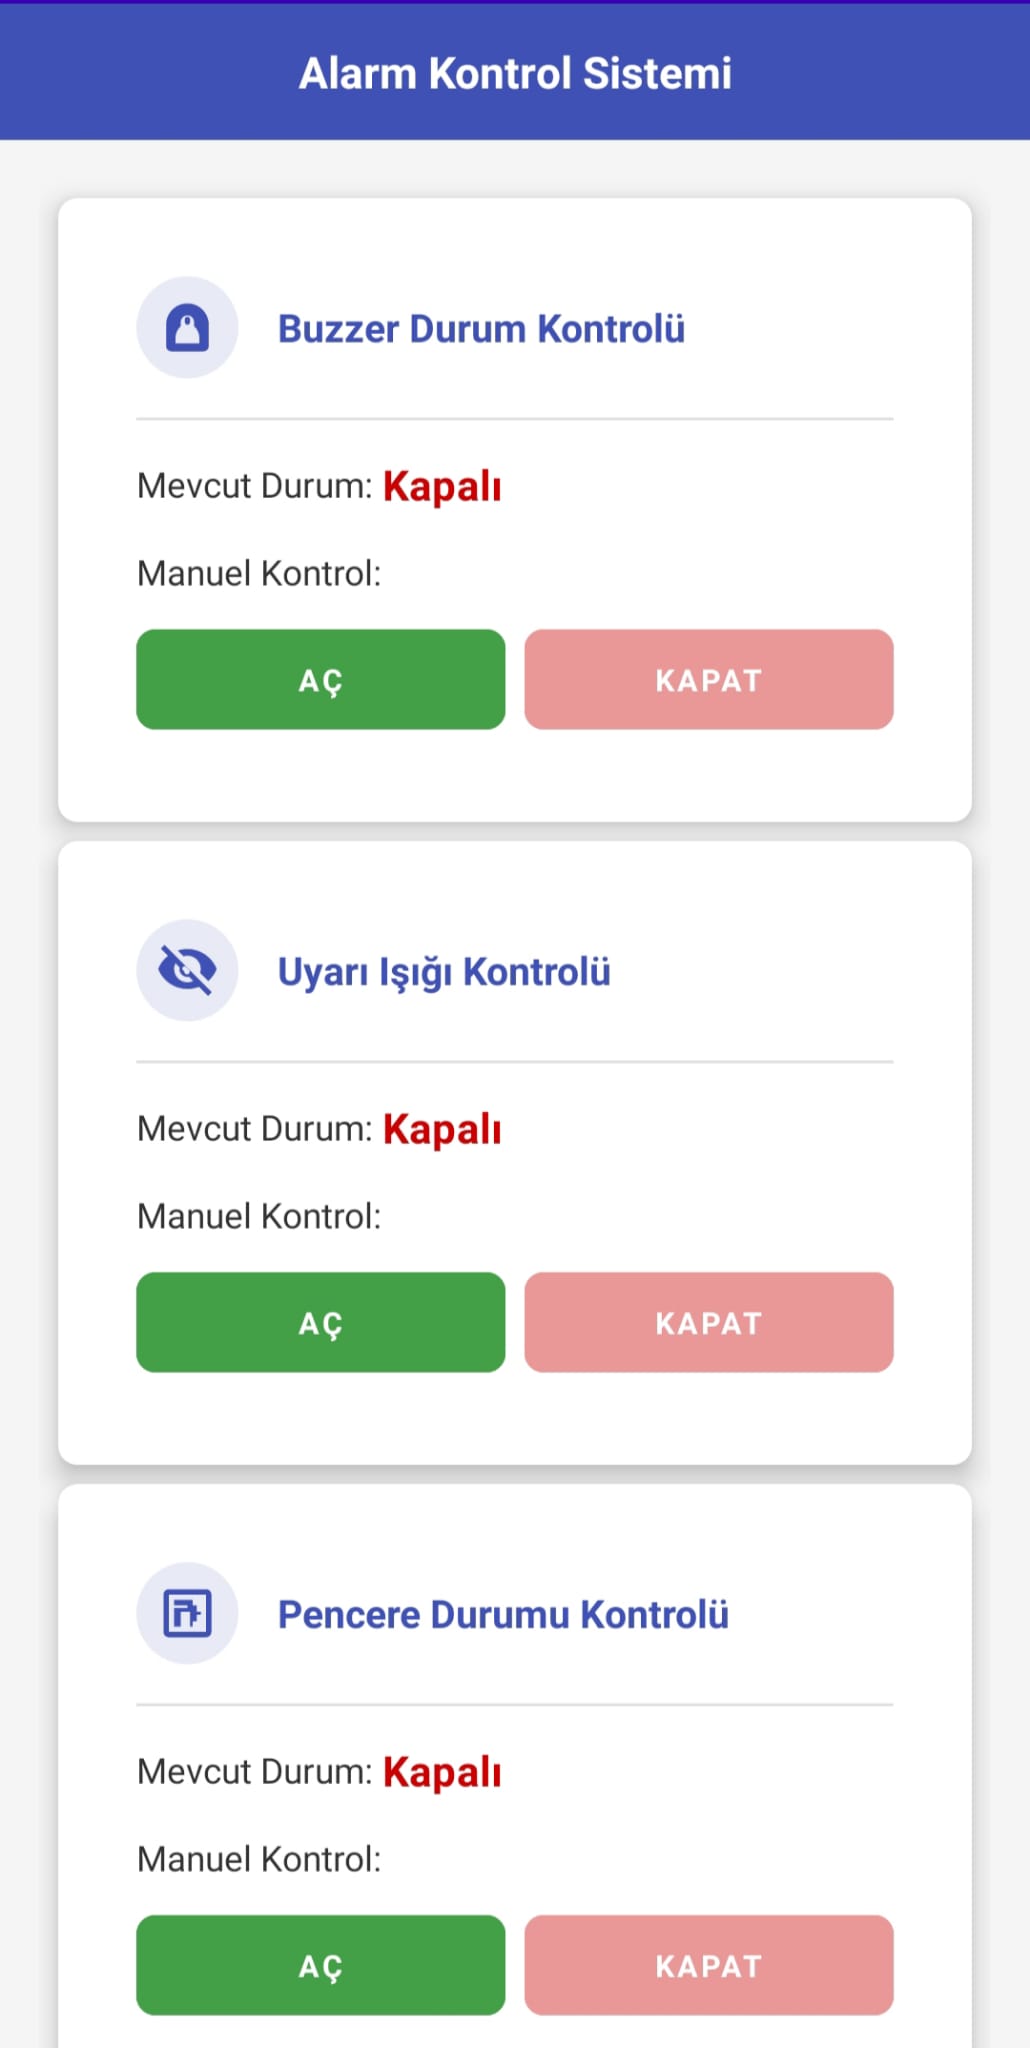 Alarm Kontrol Sistemi
Buzzer Durum Kontrolü
Mevcut Durum: Kapalı
Manuel Kontrol:
AÇ KAPAT
Uyarı Işığı Kontrolü
Mevcut Durum: Kapalı
Manuel Kontrol:
AÇ KAPAT
Pencere Durumu Kontrolü
Mevcut Durum: Kapalı
Manuel Kontrol:
AÇ KAPAT